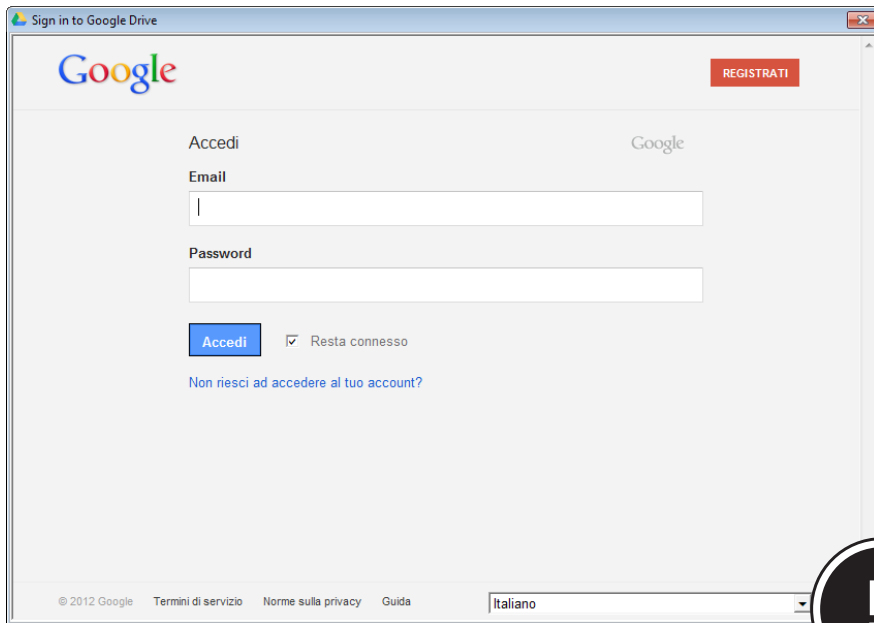 Sign in to Google Drive
Google
REGISTRATI
Accedi
Google
Email
Password
Accedi
Resta connesso
Non riesci ad accedere al tuo account?
© 2012 Google Termini di servizio Norme sulla privacy Guida Italiano